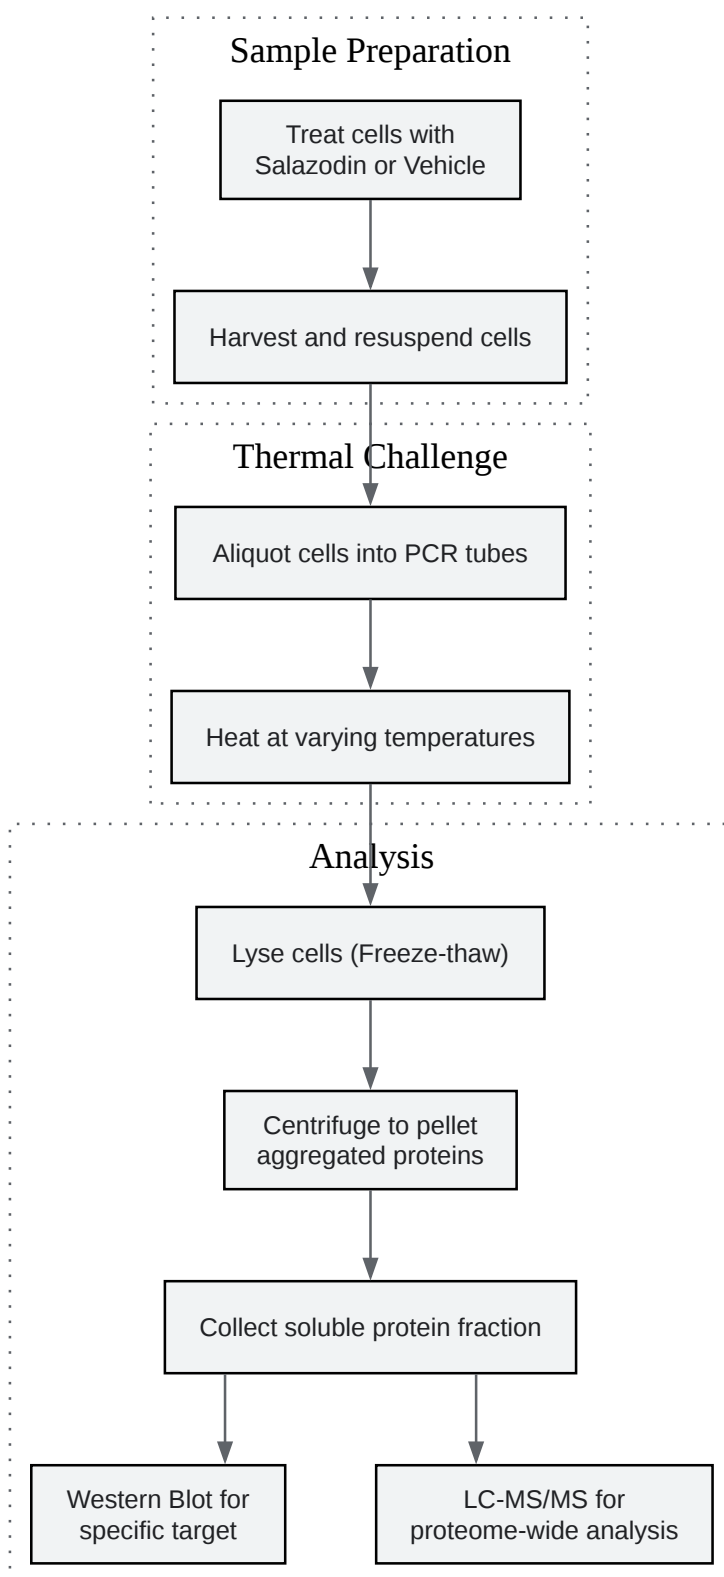 Sample Preparation
Treat cells with
Salazodin or Vehicle
Harvest and resuspend cells
Thermal Challenge
Aliquot cells into PCR tubes
Heat at varying temperatures
Analysis
Lyse cells (Freeze-thaw)
Centrifuge to pellet
aggregated proteins
Collect soluble protein fraction
Western Blot for
specific target
LC-MS/MS for
proteome-wide analysis